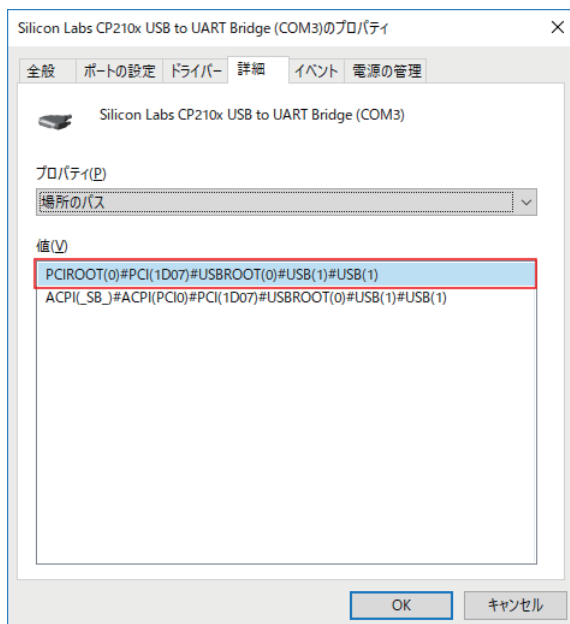 Silicon Labs CP210x USB to UART Bridge (COM3)のプロパティ
全般 ポートの設定 ドライバー 詳細 イベント 電源の管理
Silicon Labs CP210x USB to UART Bridge (COM3)
プロパティ(P)
場所のパス
値(V)
PCIROOT(0)#PCI(1D07)#USBROOT(0)#USB(1)#USB(1)
ACPI(_SB_)#ACPI(PCI0)#PCI(1D07)#USBROOT(0)#USB(1)#USB(1)
OK キャンセル